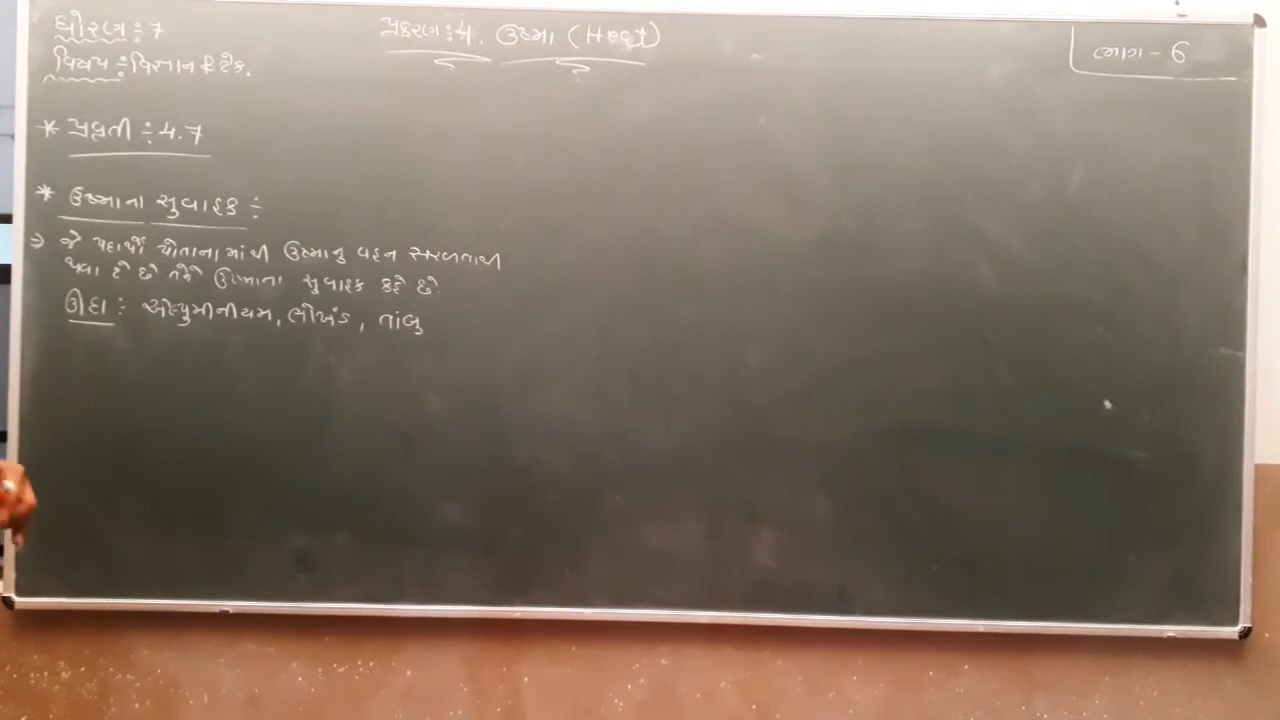 ધોરણ : 7
પ્રકરણ : 4. ઉષ્મા (Heat)
ભાગ - 6
વિષય : વિજ્ઞાન & ટેક.
* પ્રવૃતી : 4.7
* ઉષ્માના સુવાહક :
⇒ જે પદાર્થો પોતાના માંથી ઉષ્માનુ વહન સરળતાથી
થવા દે છે તેને ઉષ્માના સુવાહક કહે છે.
ઊદા : એલ્યુમીનીયમ, લોખંડ, તાંબુ